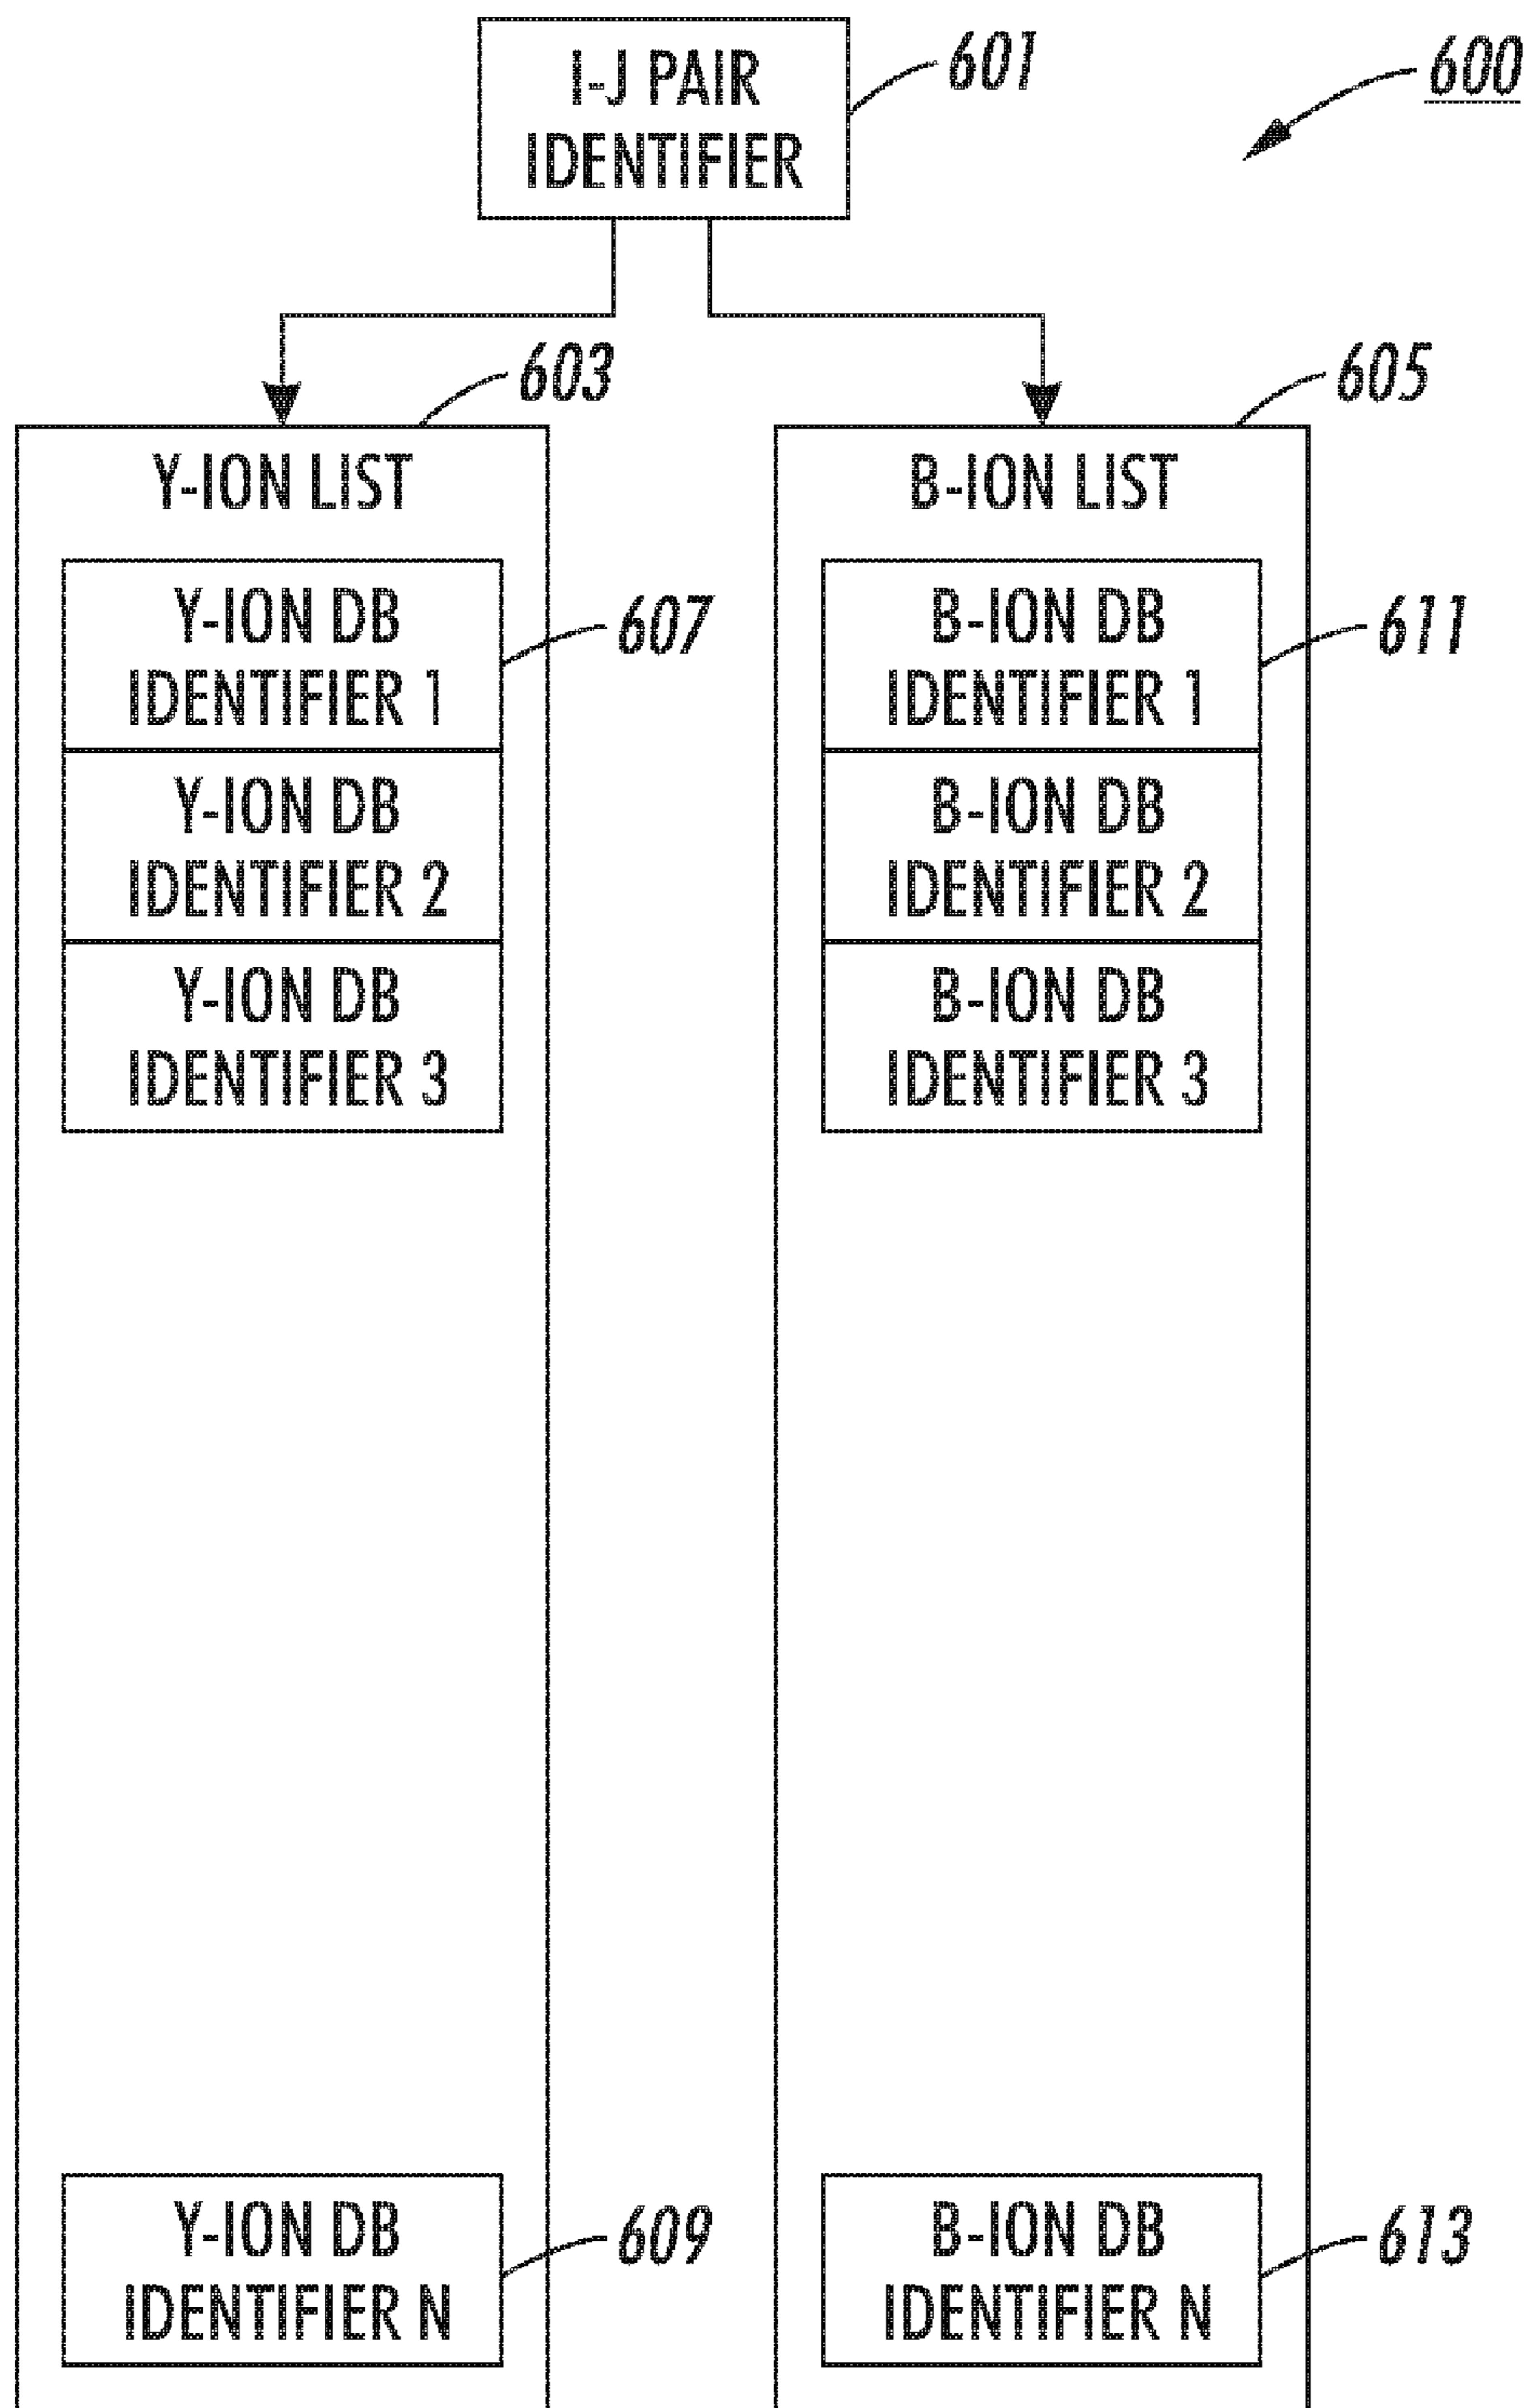 I-J PAIR
IDENTIFIER
601
600
603
605
Y-ION LIST
B-ION LIST
Y-ION DB
IDENTIFIER 1
607
B-ION DB
IDENTIFIER 1
611
Y-ION DB
IDENTIFIER 2
B-ION DB
IDENTIFIER 2
Y-ION DB
IDENTIFIER 3
B-ION DB
IDENTIFIER 3
Y-ION DB
IDENTIFIER N
609
B-ION DB
IDENTIFIER N
613